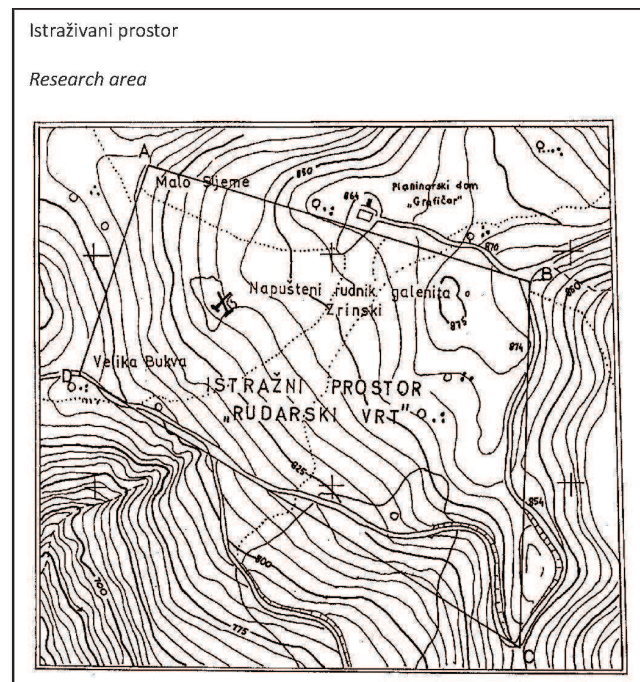 Istraživani prostor
Research area
A
Malo Sljeme
850
864
Planinarski dom
„Grafičar"
870
B
860
Napušteni rudnik galenita
Zrinski
875
874
D
Velika Bukva
ISTRAŽNI PROSTOR
„RUDARSKI VRT"
825
854
800
700
775
C